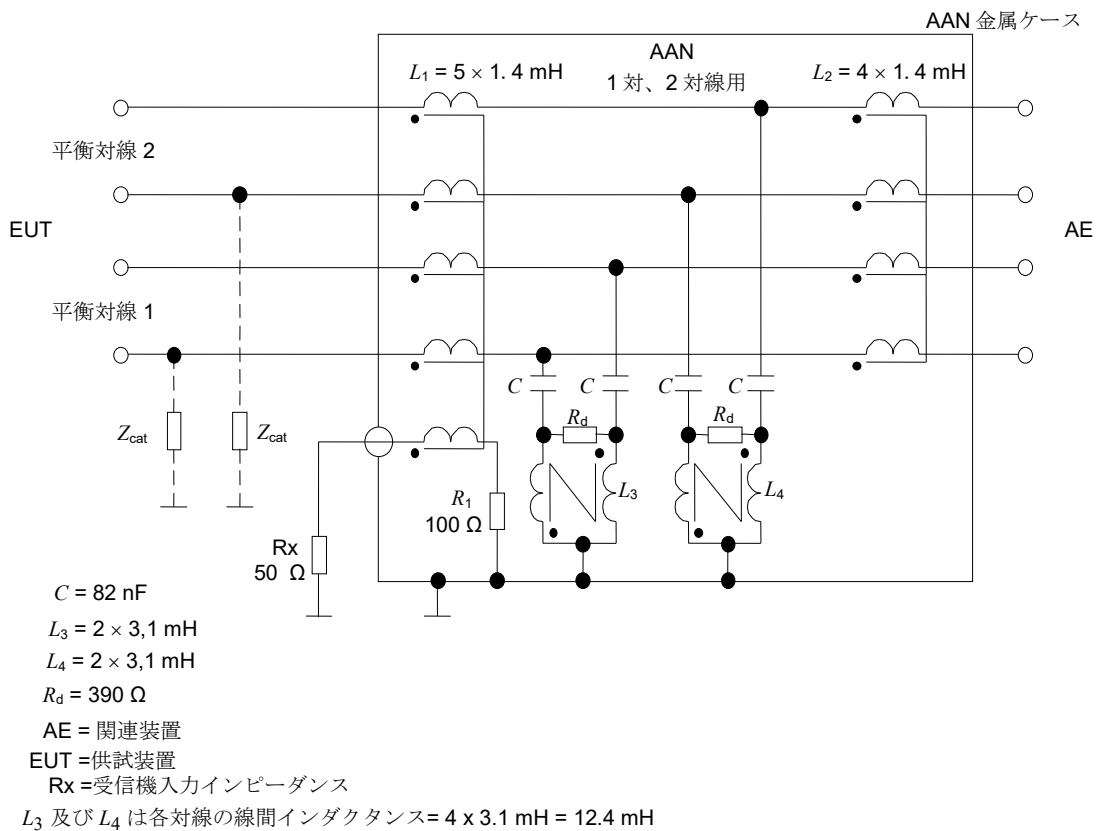 AAN 金属ケース
AAN
L1 = 5 × 1. 4 mH
1 対、2 対線用
L2 = 4 × 1. 4 mH
平衡対線 2
EUT
AE
平衡対線 1
C
C
C
C
Rd
Rd
Zcat
Zcat
L3
L4
R1
100 Ω
Rx
50 Ω
C = 82 nF
L3 = 2 × 3,1 mH
L4 = 2 × 3,1 mH
Rd = 390 Ω
AE = 関連装置
EUT =供試装置
Rx =受信機入力インピーダンス
L3 及び L4 は各対線の線間インダクタンス= 4 x 3.1 mH = 12.4 mH